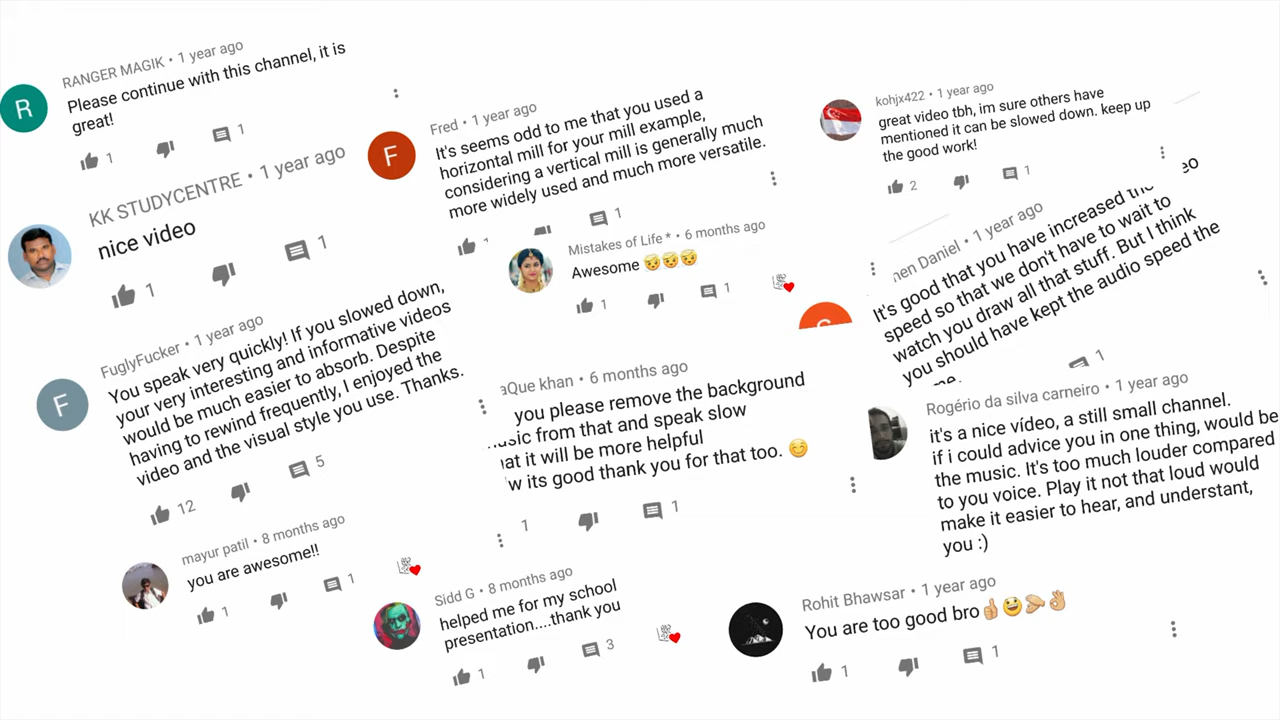 RANGER MAGIK • 1 year ago
Please continue with this channel, it is
great!
1
1
R
KK STUDYCENTRE • 1 year ago
nice video
1
1
FuglyFucker • 1 year ago
You speak very quickly! If you slowed down,
your very interesting and informative videos
would be much easier to absorb. Despite
having to rewind frequently, I enjoyed the
video and the visual style you use. Thanks.
12
5
F
mayur patil • 8 months ago
you are awesome!!
1
1
Fred • 1 year ago
It's seems odd to me that you used a
horizontal mill for your mill example,
considering a vertical mill is generally much
more widely used and much more versatile.
1
F
Mistakes of Life * • 6 months ago
Awesome 😇😇😇
1
1
khan • 6 months ago
you please remove the background
from that and speak slow
it will be more helpful
its good thank you for that too. 😊
1
1
Sidd G • 8 months ago
helped me for my school
presentation....thank you
1
3
kohjx422 • 1 year ago
great video tbh, im sure others have
mentioned it can be slowed down. keep up
the good work!
2
1
Daniel • 1 year ago
It's good that you have increased the
speed so that we don't have to wait to
watch you draw all that stuff. But I think
you should have kept the audio speed the
1
Rogério da silva carneiro • 1 year ago
it's a nice vídeo, a still small channel.
if i could advice you in one thing, would be
the music. It's too much louder compared
to you voice. Play it not that loud would
make it easier to hear, and understant,
you :)
Rohit Bhawsar • 1 year ago
You are too good bro👍😃👏👌
1
1